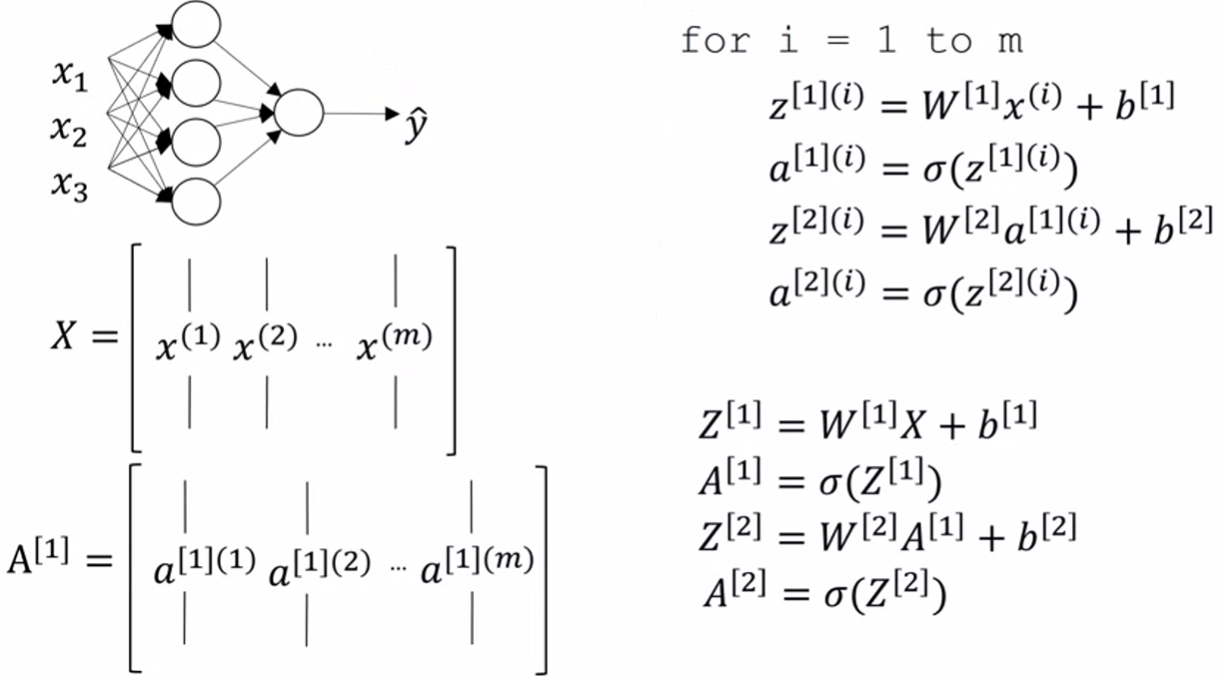 x₁
x₂
x₃
ŷ
X = [ x⁽¹⁾ x⁽²⁾ ... x⁽ᵐ⁾ ]
A^[1] = [ a^[1](1) a^[1](2) ... a^[1](m) ]
for i = 1 to m
z^[1](i) = W^[1]x^(i) + b^[1]
a^[1](i) = σ(z^[1](i))
z^[2](i) = W^[2]a^[1](i) + b^[2]
a^[2](i) = σ(z^[2](i))
Z^[1] = W^[1]X + b^[1]
A^[1] = σ(Z^[1])
Z^[2] = W^[2]A^[1] + b^[2]
A^[2] = σ(Z^[2])